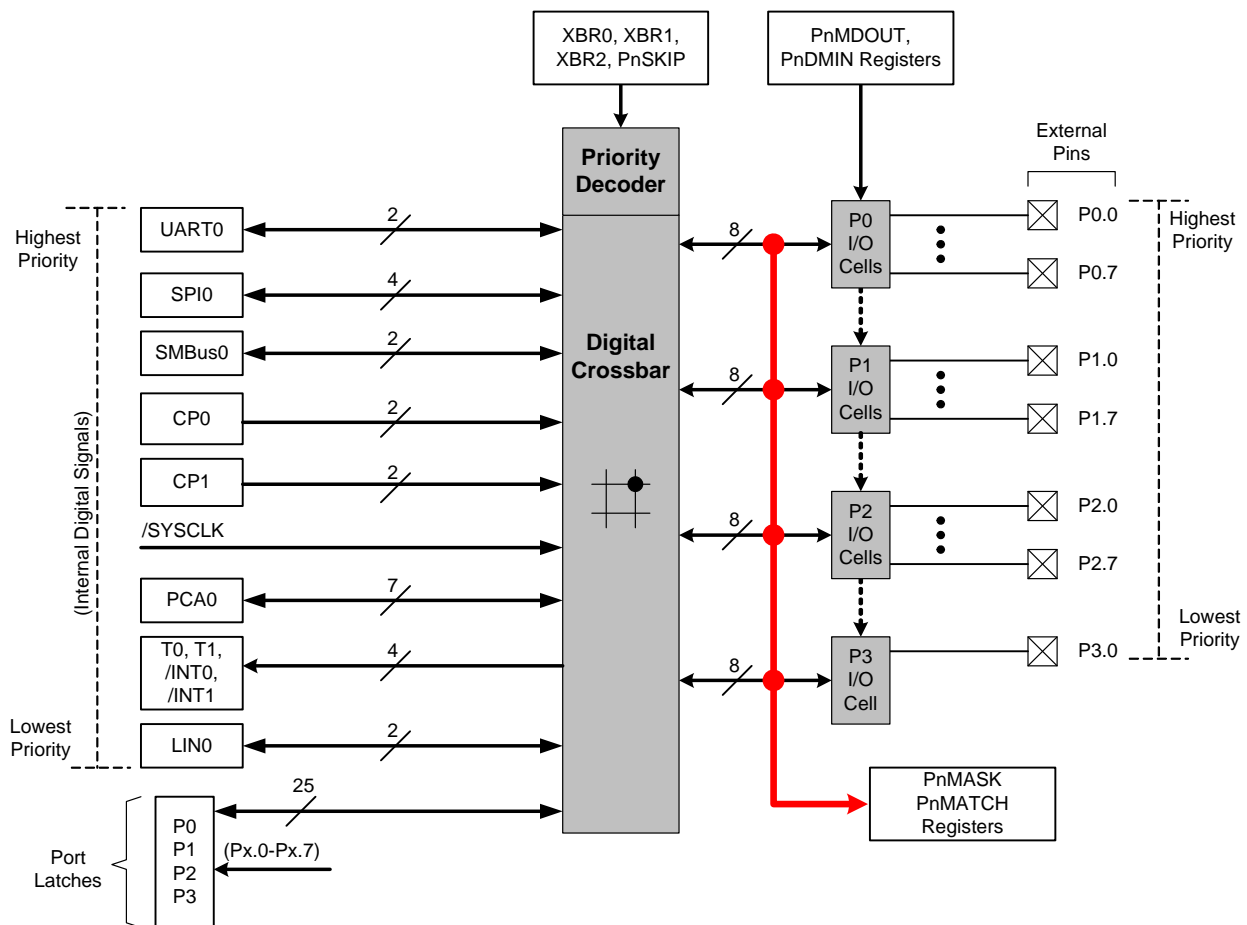 XBR0, XBR1,
XBR2, PnSKIP
PnMDOUT,
PnDMIN Registers
External
Pins
Priority
Decoder
Digital
Crossbar
Highest
Priority
(Internal Digital Signals)
Lowest
Priority
UART0
2
SPI0
4
SMBus0
2
CP0
2
CP1
2
/SYSCLK
PCA0
7
T0, T1,
/INT0,
/INT1
4
LIN0
2
Port
Latches
P0
P1
P2
P3
25
(Px.0-Px.7)
8
P0
I/O
Cells
P0.0
P0.7
8
P1
I/O
Cells
P1.0
P1.7
8
P2
I/O
Cells
P2.0
P2.7
8
P3
I/O
Cell
P3.0
Highest
Priority
Lowest
Priority
PnMASK
PnMATCH
Registers